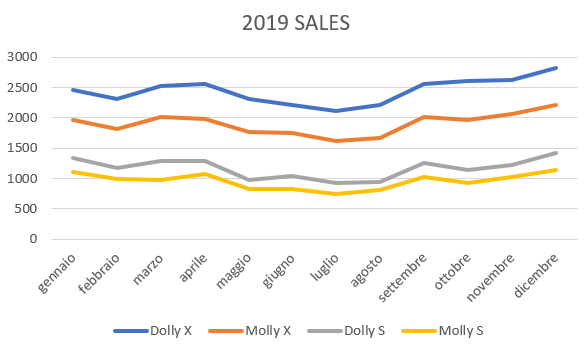 2019 SALES
3000
2500
2000
1500
1000
500
0
gennaio febbraio marzo aprile maggio giugno luglio agosto settembre ottobre novembre dicembre
Dolly X Molly X Dolly S Molly S